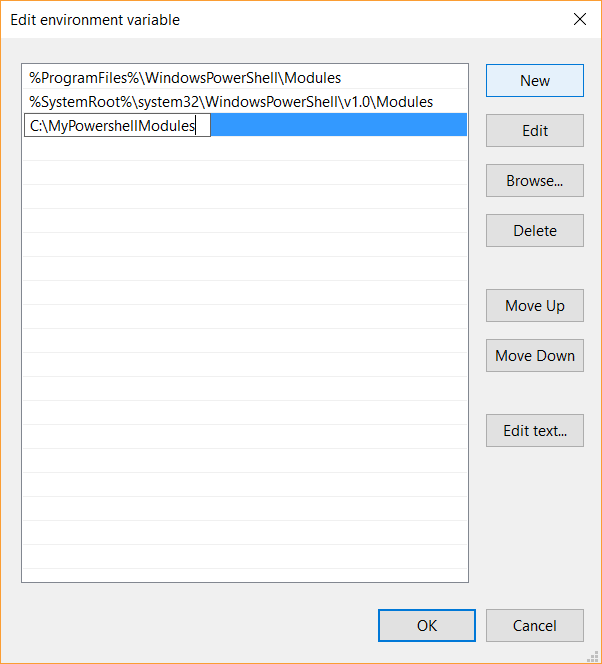 Edit environment variable
%ProgramFiles%\WindowsPowerShell\Modules
%SystemRoot%\system32\WindowsPowerShell\v1.0\Modules
C:\MyPowershellModules
New
Edit
Browse...
Delete
Move Up
Move Down
Edit text...
OK
Cancel